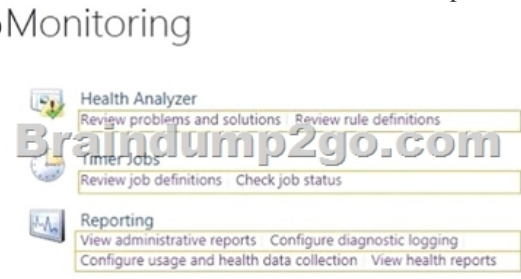 Monitoring
Health Analyzer
Review problems and solutions Review rule definitions
Braindump2go.com
Timer Jobs
Review job definitions Check job status
Reporting
View administrative reports Configure diagnostic logging
Configure usage and health data collection View health reports